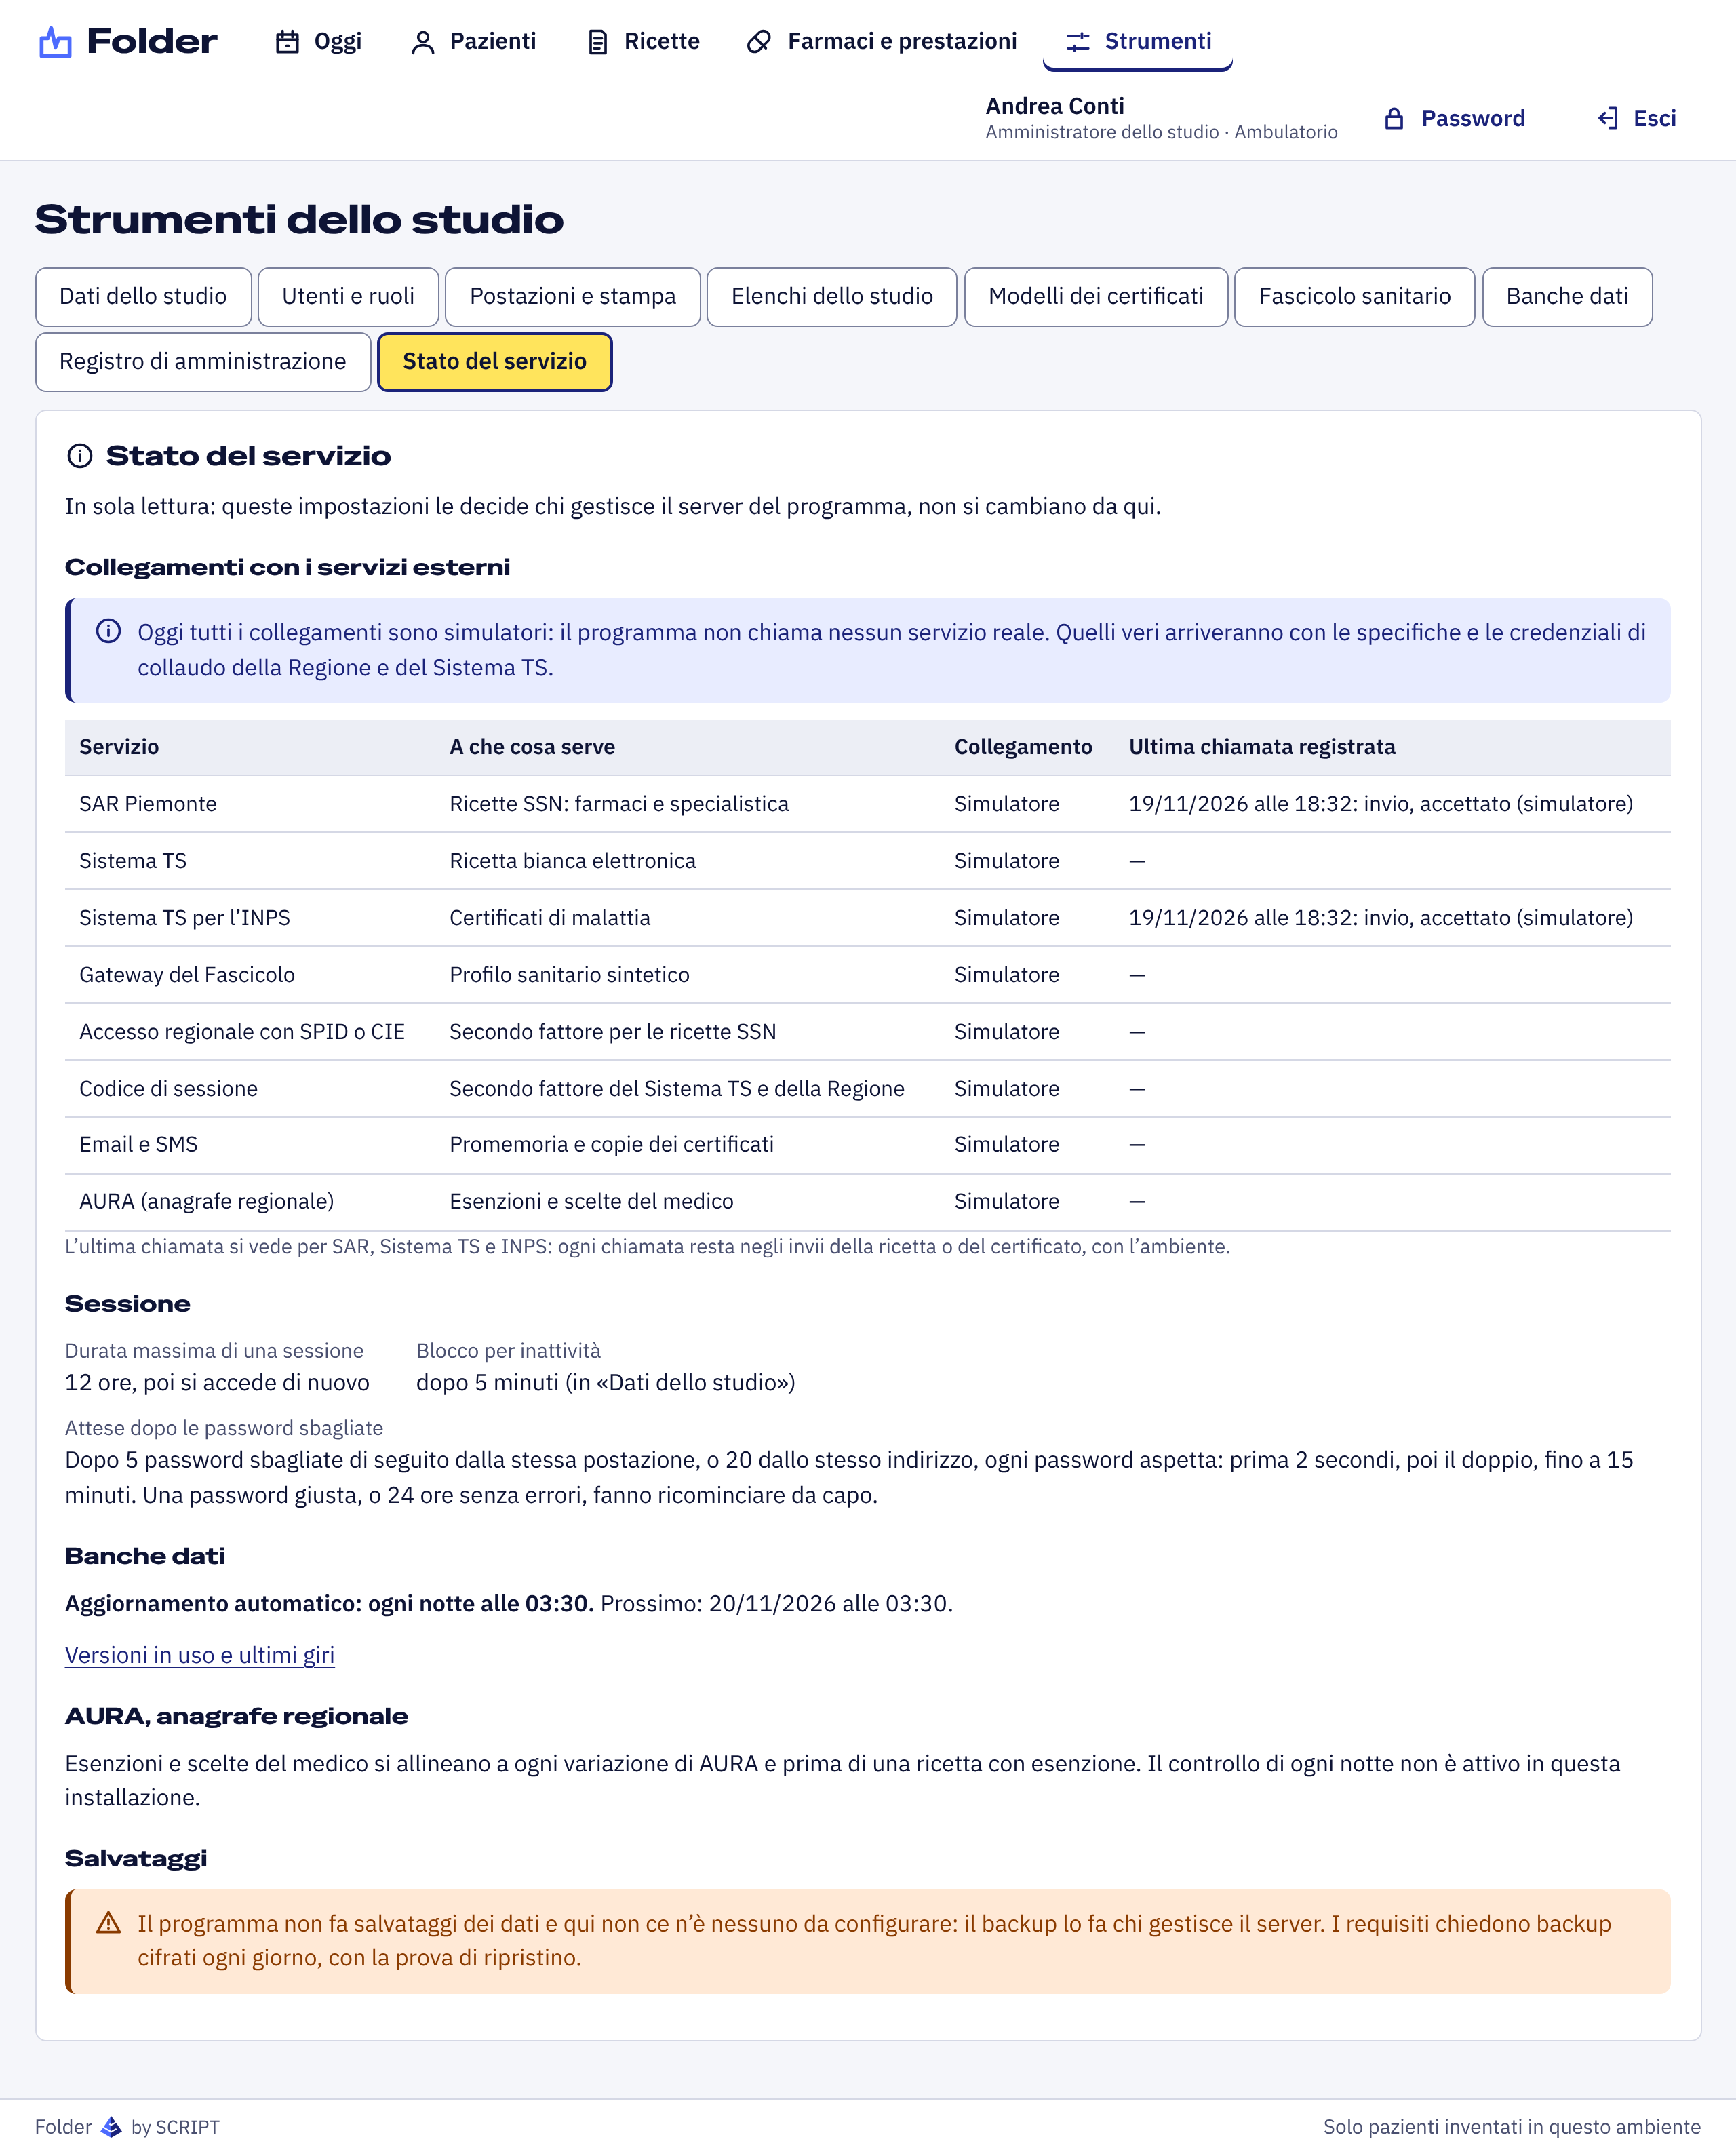 Folder
Oggi
Pazienti
Ricette
Farmaci e prestazioni
Strumenti
Andrea Conti
Amministratore dello studio · Ambulatorio
Password
Esci
Strumenti dello studio
Dati dello studio
Utenti e ruoli
Postazioni e stampa
Elenchi dello studio
Modelli dei certificati
Fascicolo sanitario
Banche dati
Registro di amministrazione
Stato del servizio
Stato del servizio
In sola lettura: queste impostazioni le decide chi gestisce il server del programma, non si cambiano da qui.
Collegamenti con i servizi esterni
Oggi tutti i collegamenti sono simulatori: il programma non chiama nessun servizio reale. Quelli veri arriveranno con le specifiche e le credenziali di
collaudo della Regione e del Sistema TS.
Servizio A che cosa serve Collegamento Ultima chiamata registrata
SAR Piemonte Ricette SSN: farmaci e specialistica Simulatore 19/11/2026 alle 18:32: invio, accettato (simulatore)
Sistema TS Ricetta bianca elettronica Simulatore —
Sistema TS per l’INPS Certificati di malattia Simulatore 19/11/2026 alle 18:32: invio, accettato (simulatore)
Gateway del Fascicolo Profilo sanitario sintetico Simulatore —
Accesso regionale con SPID o CIE Secondo fattore per le ricette SSN Simulatore —
Codice di sessione Secondo fattore del Sistema TS e della Regione Simulatore —
Email e SMS Promemoria e copie dei certificati Simulatore —
AURA (anagrafe regionale) Esenzioni e scelte del medico Simulatore —
L’ultima chiamata si vede per SAR, Sistema TS e INPS: ogni chiamata resta negli invii della ricetta o del certificato, con l’ambiente.
Sessione
Durata massima di una sessione
12 ore, poi si accede di nuovo
Blocco per inattività
dopo 5 minuti (in «Dati dello studio»)
Attese dopo le password sbagliate
Dopo 5 password sbagliate di seguito dalla stessa postazione, o 20 dallo stesso indirizzo, ogni password aspetta: prima 2 secondi, poi il doppio, fino a 15
minuti. Una password giusta, o 24 ore senza errori, fanno ricominciare da capo.
Banche dati
Aggiornamento automatico: ogni notte alle 03:30. Prossimo: 20/11/2026 alle 03:30.
Versioni in uso e ultimi giri
AURA, anagrafe regionale
Esenzioni e scelte del medico si allineano a ogni variazione di AURA e prima di una ricetta con esenzione. Il controllo di ogni notte non è attivo in questa
installazione.
Salvataggi
Il programma non fa salvataggi dei dati e qui non ce n’è nessuno da configurare: il backup lo fa chi gestisce il server. I requisiti chiedono backup
cifrati ogni giorno, con la prova di ripristino.
Folder by SCRIPT
Solo pazienti inventati in questo ambiente